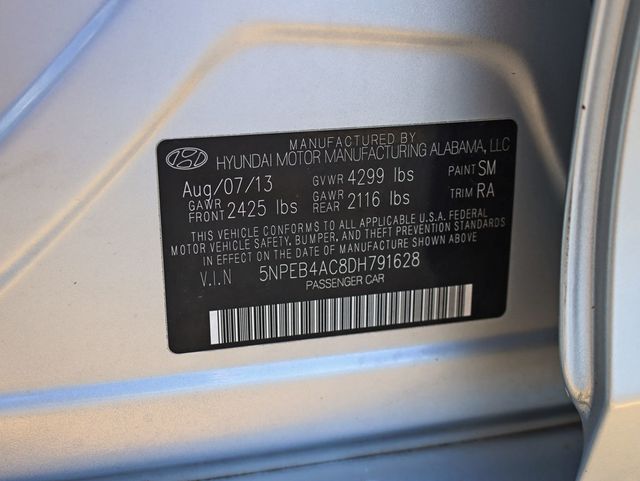 MANUFACTURED BY
HYUNDAI MOTOR MANUFACTURING ALABAMA, LLC
Aug/07/13 GVWR 4299 lbs PAINT SM
GAWR FRONT 2425 lbs GAWR REAR 2116 lbs TRIM RA
THIS VEHICLE CONFORMS TO ALL APPLICABLE U.S.A. FEDERAL
MOTOR VEHICLE SAFETY, BUMPER, AND THEFT PREVENTION
STANDARDS IN EFFECT ON THE DATE OF MANUFACTURE SHOWN ABOVE.
V.I.N 5NPEB4AC8DH791628
PASSENGER CAR